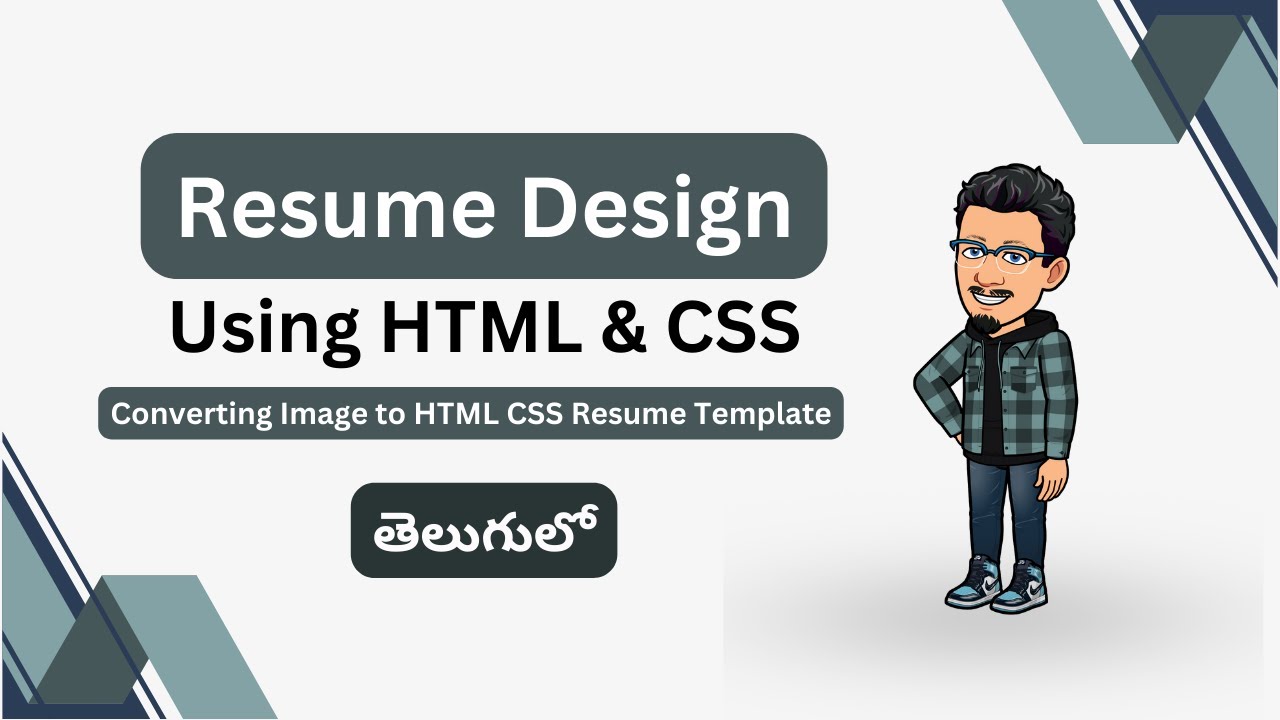 Resume Design
Using HTML & CSS
Converting Image to HTML CSS Resume Template
తెలుగులో